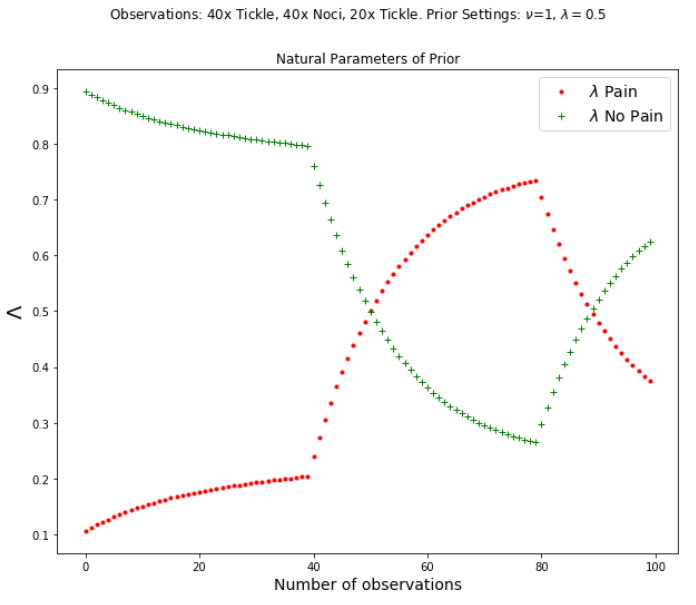 Observations: 40x Tickle, 40x Noci, 20x Tickle. Prior Settings: ν=1, λ = 0.5
Natural Parameters of Prior
λ Pain
λ No Pain
0.9
0.8
0.7
0.6
0.5
0.4
0.3
0.2
0.1
Λ
0 20 40 60 80 100
Number of observations